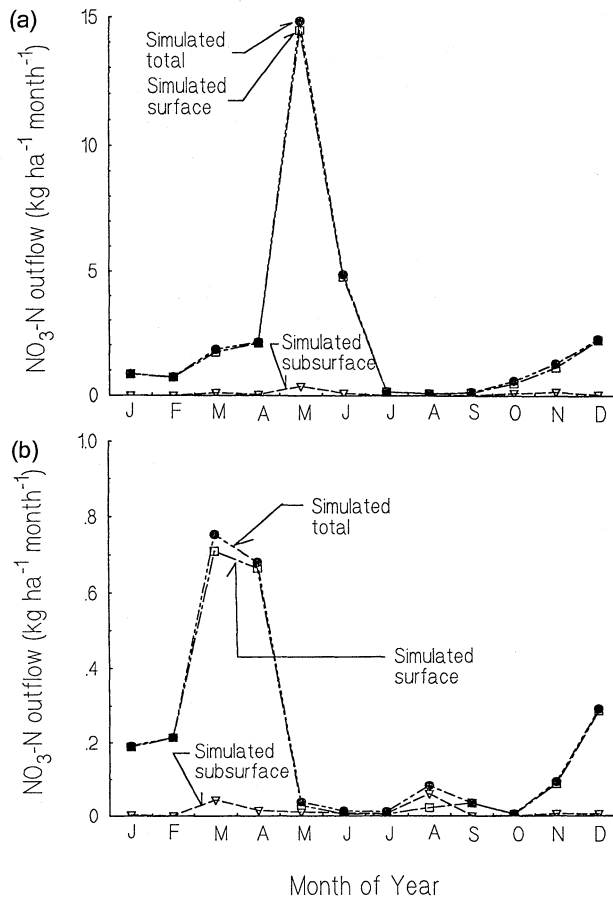 (a)
NO3-N outflow (kg ha-1 month-1)
15
10
5
0
Simulated
total
Simulated
surface
Simulated
subsurface
J F M A M J J A S O N D
(b)
NO3-N outflow (kg ha-1 month-1)
1.0
.8
.6
.4
.2
0
Simulated
total
Simulated
surface
Simulated
subsurface
J F M A M J J A S O N D
Month of Year